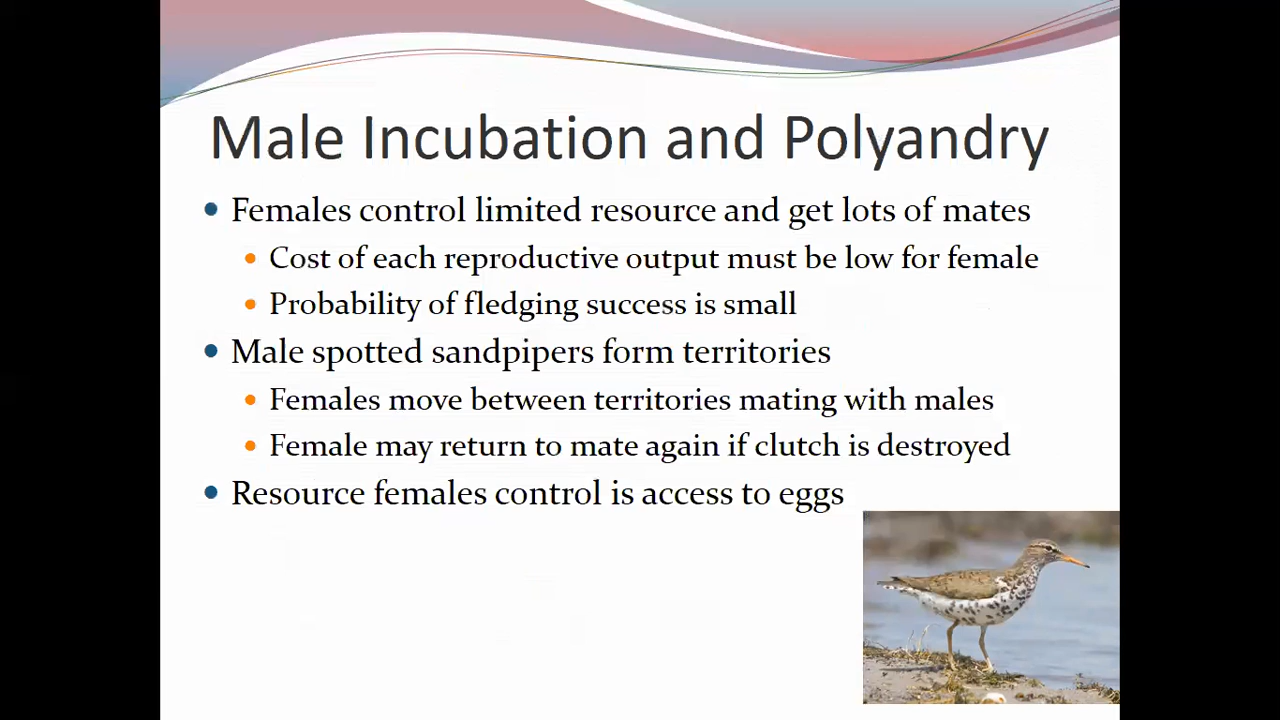 Male Incubation and Polyandry
Females control limited resource and get lots of mates
Cost of each reproductive output must be low for female
Probability of fledging success is small
Male spotted sandpipers form territories
Females move between territories mating with males
Female may return to mate again if clutch is destroyed
Resource females control is access to eggs